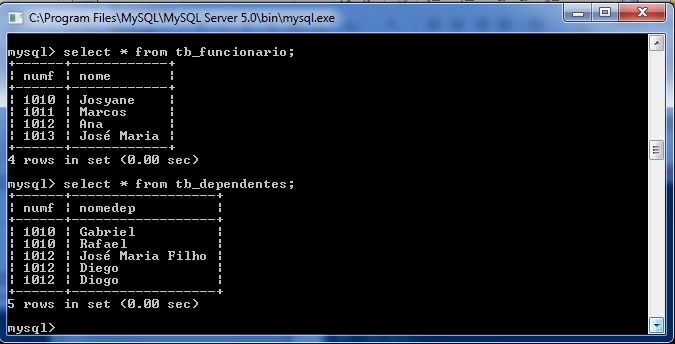 C:\Program Files\MySQL\MySQL Server 5.0\bin\mysql.exe
mysql> select * from tb_funcionario;
+------+-------------+
| numf | nome        |
+------+-------------+
| 1010 | Josyane     |
| 1011 | Marcos      |
| 1012 | Ana         |
| 1013 | José Maria  |
+------+-------------+
4 rows in set (0.00 sec)
mysql> select * from tb_dependentes;
+------+------------------+
| numf | nomedep          |
+------+------------------+
| 1010 | Gabriel          |
| 1010 | Rafael           |
| 1012 | José Maria Filho |
| 1012 | Diego            |
| 1012 | Diogo            |
+------+------------------+
5 rows in set (0.00 sec)
mysql>